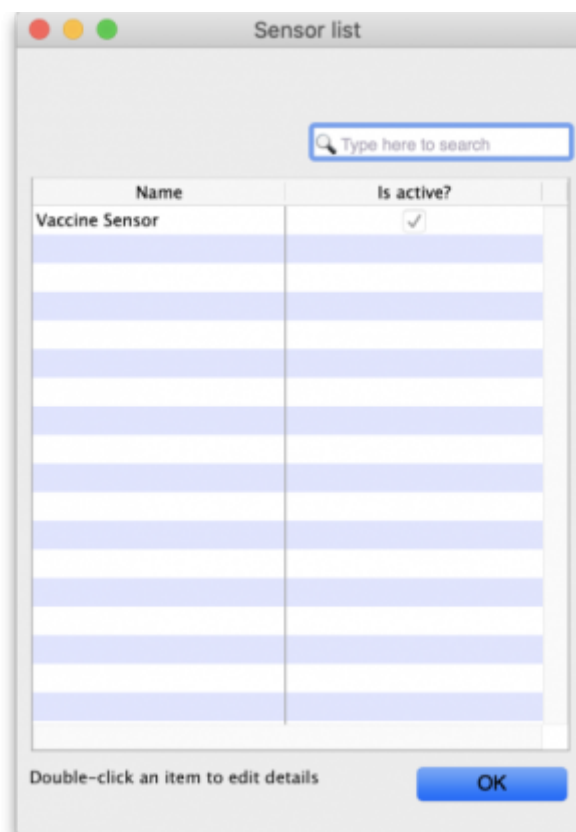 Sensor list
Type here to search
Name Is active?
Vaccine Sensor
Double-click an item to edit details
OK